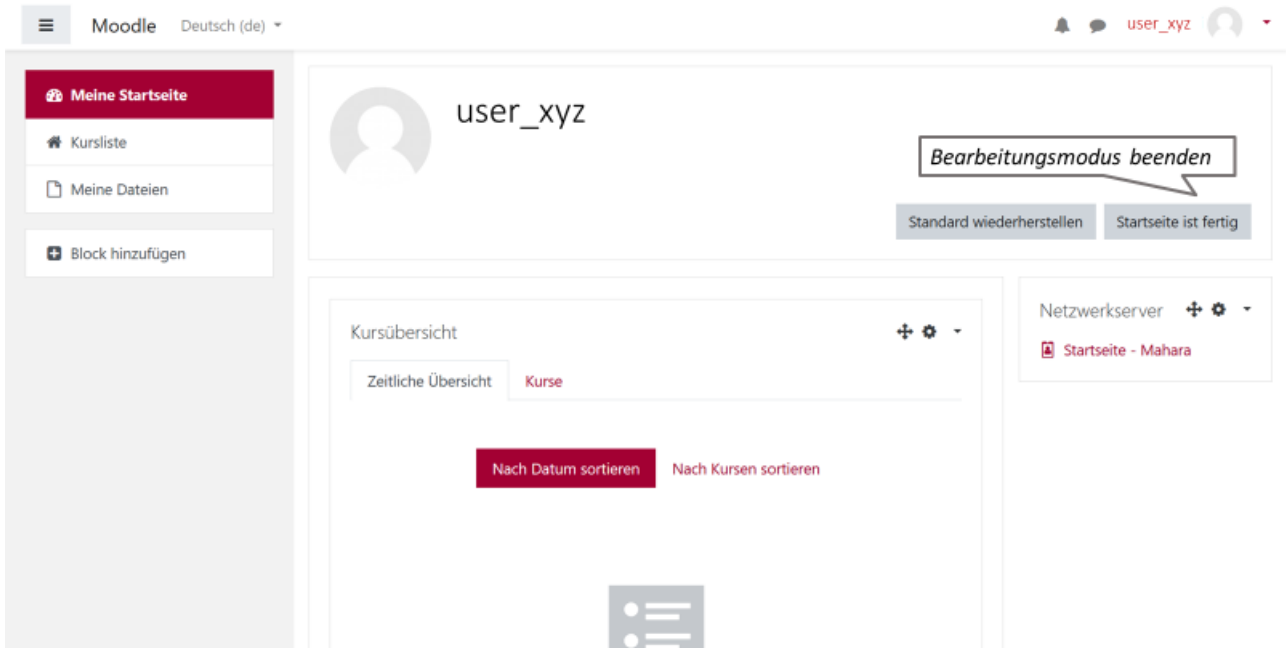 Moodle Deutsch (de) user_xyz
Meine Startseite
Kursliste
Meine Dateien
Block hinzufügen
user_xyz
Bearbeitungsmodus beenden
Standard wiederherstellen Startseite ist fertig
Kursübersicht
Zeitliche Übersicht Kurse
Nach Datum sortieren Nach Kursen sortieren
Netzwerkserver
Startseite - Mahara